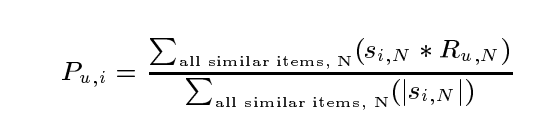 P_{u,i} = \frac{\sum_{\text{all similar items, N}} (s_{i,N} * R_{u,N})}{\sum_{\text{all similar items, N}} (|s_{i,N}|)}